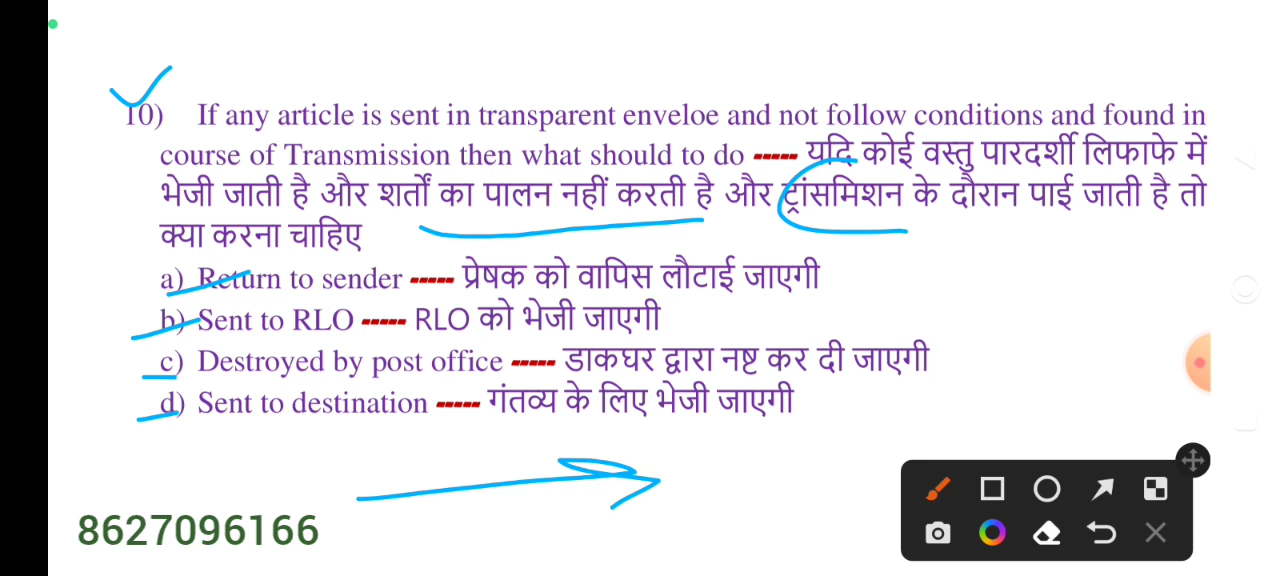 10) If any article is sent in transparent enveloe and not follow conditions and found in
course of Transmission then what should to do ----- यदि कोई वस्तु पारदर्शी लिफाफे में
भेजी जाती है और शर्तों का पालन नहीं करती है और ट्रांसमिशन के दौरान पाई जाती है तो
क्या करना चाहिए
a) Return to sender ----- प्रेषक को वापिस लौटाई जाएगी
b) Sent to RLO ----- RLO को भेजी जाएगी
c) Destroyed by post office ----- डाकघर द्वारा नष्ट कर दी जाएगी
d) Sent to destination ----- गंतव्य के लिए भेजी जाएगी
8627096166